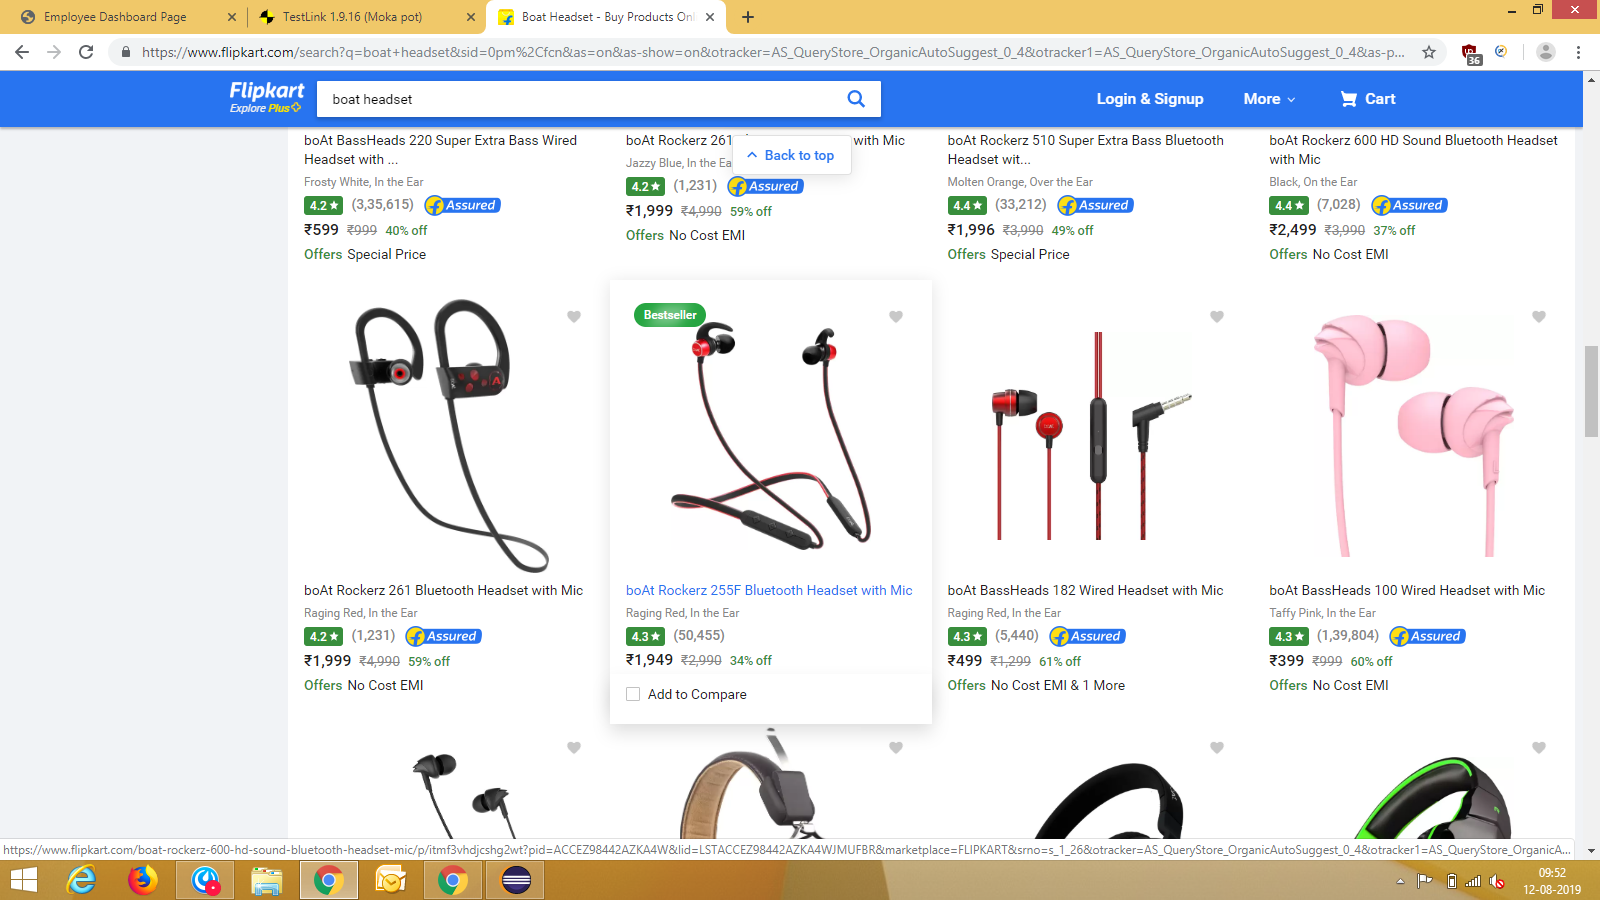 Employee Dashboard Page
TestLink 1.9.16 (Moka pot)
Boat Headset - Buy Products Onl
https://www.flipkart.com/search?q=boat+headset&sid=0pm%2Cfcn&as=on&as-show=on&otracker=AS_QueryStore_OrganicAutoSuggest_0_4&otracker1=AS_QueryStore_OrganicAutoSuggest_0_4&as-p...
36
Flipkart
Explore Plus
boat headset
Login & Signup
More
Cart
Back to top
boAt BassHeads 220 Super Extra Bass Wired
Headset with ...
Frosty White, In the Ear
4.2★ (3,35,615) Assured
₹599 ₹999 40% off
Offers Special Price
boAt Rockerz 261 with Mic
Jazzy Blue, In the Ea
4.2★ (1,231) Assured
₹1,999 ₹4,990 59% off
Offers No Cost EMI
boAt Rockerz 510 Super Extra Bass Bluetooth
Headset wit...
Molten Orange, Over the Ear
4.4★ (33,212) Assured
₹1,996 ₹3,990 49% off
Offers Special Price
boAt Rockerz 600 HD Sound Bluetooth Headset
with Mic
Black, On the Ear
4.4★ (7,028) Assured
₹2,499 ₹3,990 37% off
Offers No Cost EMI
boAt Rockerz 261 Bluetooth Headset with Mic
Raging Red, In the Ear
4.2★ (1,231) Assured
₹1,999 ₹4,990 59% off
Offers No Cost EMI
Bestseller
boAt Rockerz 255F Bluetooth Headset with Mic
Raging Red, In the Ear
4.3★ (50,455)
₹1,949 ₹2,990 34% off
Add to Compare
boAt BassHeads 182 Wired Headset with Mic
Raging Red, In the Ear
4.3★ (5,440) Assured
₹499 ₹1,299 61% off
Offers No Cost EMI & 1 More
boAt BassHeads 100 Wired Headset with Mic
Taffy Pink, In the Ear
4.3★ (1,39,804) Assured
₹399 ₹999 60% off
Offers No Cost EMI
https://www.flipkart.com/boat-rockerz-600-hd-sound-bluetooth-headset-mic/p/itmf3vhdjcshg2wt?pid=ACCEZ98442AZKA4W&lid=LSTACCEZ98442AZKA4WJMUFBR&marketplace=FLIPKART&srno=s_1_26&otracker=AS_QueryStore_OrganicAutoSuggest_0_4&otracker1=AS_QueryStore_OrganicA...
09:52
12-08-2019